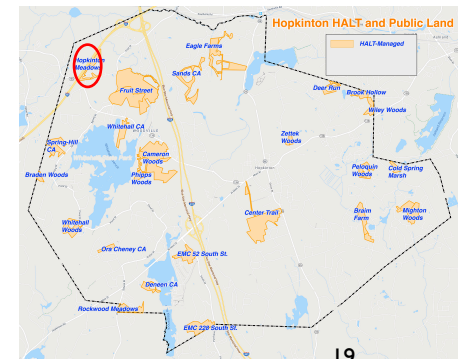 Hopkinton HALT and Public Land
HALT-Managed
Eagle Farms
Hopkinton
Meadows
Sands CA
Fruit Street
Deer Run
Brook Hollow
Wiley Woods
Whitehall CA
WOODVILLE
Zettek
Woods
Spring-Hill
CA
Cameron
Woods
Hopkinton
Braden Woods
Phipps
Woods
Peloquin
Woods
Cold Spring
Marsh
Whitehall
Woods
Center Trail
Braim
Farm
Mighton
Woods
Ora Cheney CA
EMC 52 South St.
Deneen CA
Rockwood Meadows
EMC 228 South St.
19